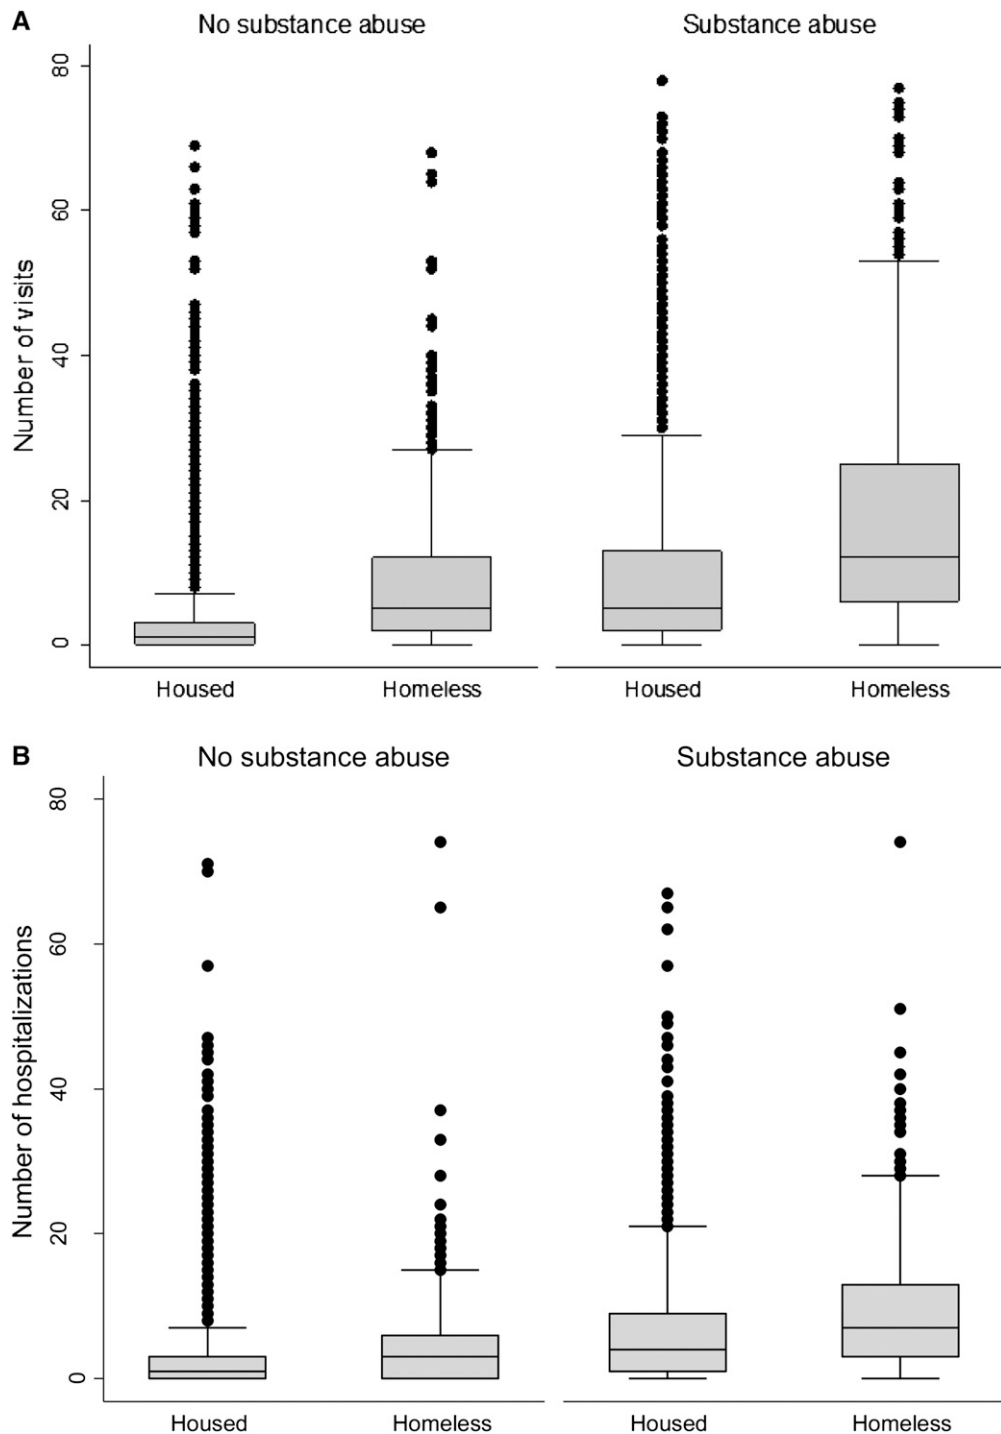 A
No substance abuse
Substance abuse
Number of visits
80
60
40
20
0
Housed
Homeless
Housed
Homeless
B
No substance abuse
Substance abuse
Number of hospitalizations
80
60
40
20
0
Housed
Homeless
Housed
Homeless